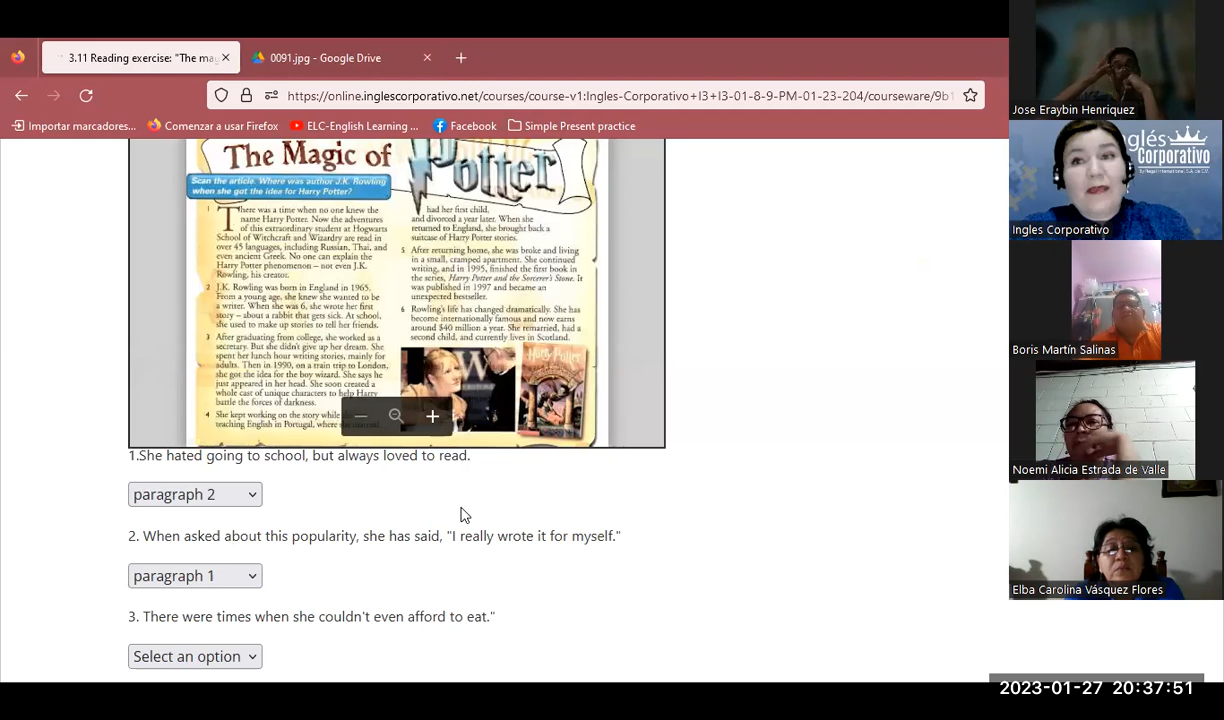 3.11 Reading exercise: "The ma
0091.jpg - Google Drive
https://online.inglescorporativo.net/courses/course-v1:Ingles-Corporativo+I3+I3-01-8-9-PM-01-23-204/courseware/9b1
Importar marcadores...
Comenzar a usar Firefox
ELC-English Learning ...
Facebook
Simple Present practice
The Magic of
Potter
Scan the article. Where was author J.K. Rowling
when she got the idea for Harry Potter?
1 There was a time when no one knew the
name Harry Potter. Now the adventures
of this extraordinary student at Hogwarts
School of Witchcraft and Wizardry are read in
over 45 languages, including Russian, Thai, and
even ancient Greek. No one can explain the
Harry Potter phenomenon – not even J.K.
Rowling, his creator.
2 J.K. Rowling was born in England in 1965.
From a young age, she knew she wanted to be
a writer. When she was 6, she wrote her first
story – about a rabbit that gets sick. At school,
she used to make up stories to tell her friends.
3 After graduating from college, she worked as a
secretary. But she didn't give up her dream. She
spent her lunch hour writing stories, mainly for
adults. Then in 1990, on a train trip to London,
she got the idea for the boy wizard. She says he
just appeared in her head. She soon created a
whole cast of unique characters to help Harry
battle the forces of darkness.
4 She kept working on the story while
teaching English in Portugal, where
had her first child,
and divorced a year later. When she
returned to England, she brought back a
suitcase of Harry Potter stories.
5 After returning home, she was broke and living
in a small, cramped apartment. She continued
writing, and in 1995, finished the first book in
the series, Harry Potter and the Sorcerer's Stone. It
was published in 1997 and became an
unexpected bestseller.
6 Rowling's life has changed dramatically. She has
become internationally famous and now earns
around $40 million a year. She remarried, had a
second child, and currently lives in Scotland.
1.She hated going to school, but always loved to read.
paragraph 2
2. When asked about this popularity, she has said, "I really wrote it for myself."
paragraph 1
3. There were times when she couldn't even afford to eat."
Select an option
Jose Eraybin Henriquez
glés
Corporativo
Ingles Corporativo
Boris Martín Salinas
Noemi Alicia Estrada de Valle
Elba Carolina Vásquez Flores
2023-01-27 20:37:51